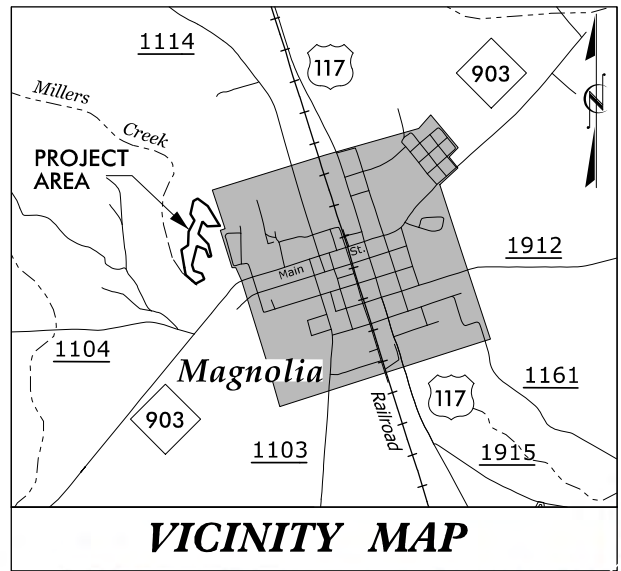 1114
117
903
Millers
Creek
N
PROJECT
AREA
1912
St.
Main
1104
Magnolia
1161
903
117
Railroad
1103
1915
VICINITY MAP